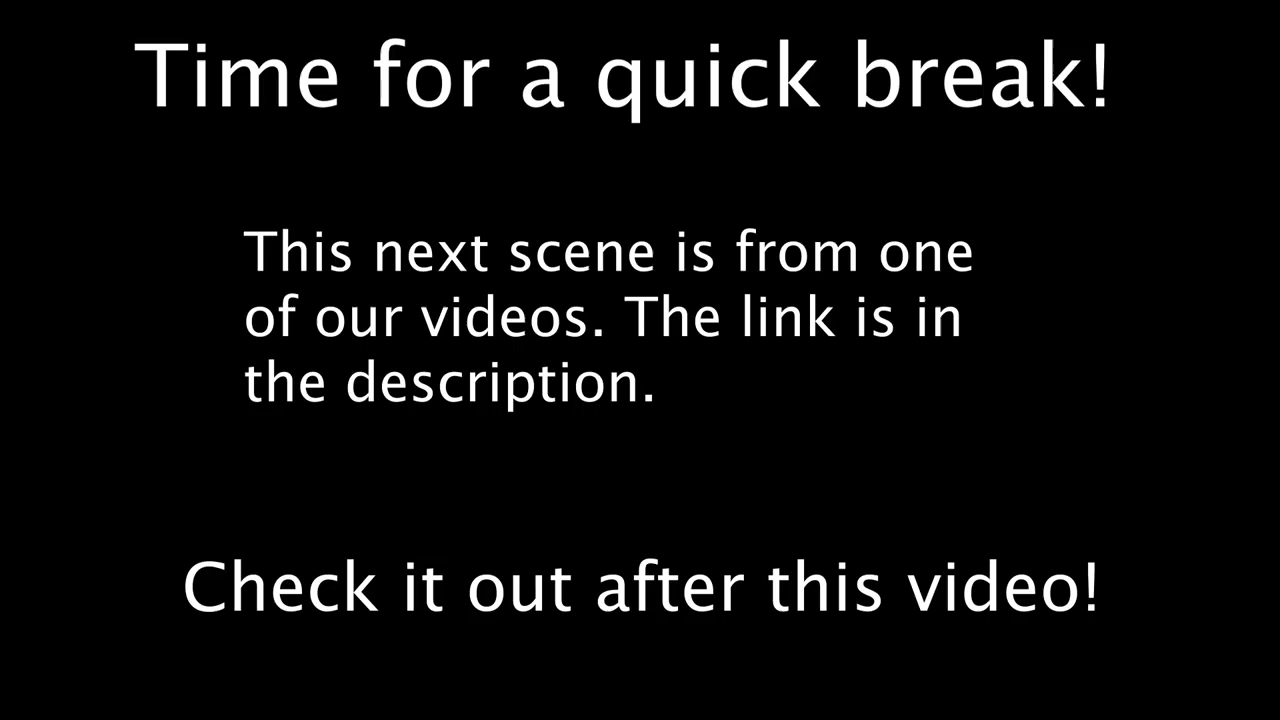 Time for a quick break!
This next scene is from one
of our videos. The link is in
the description.
Check it out after this video!